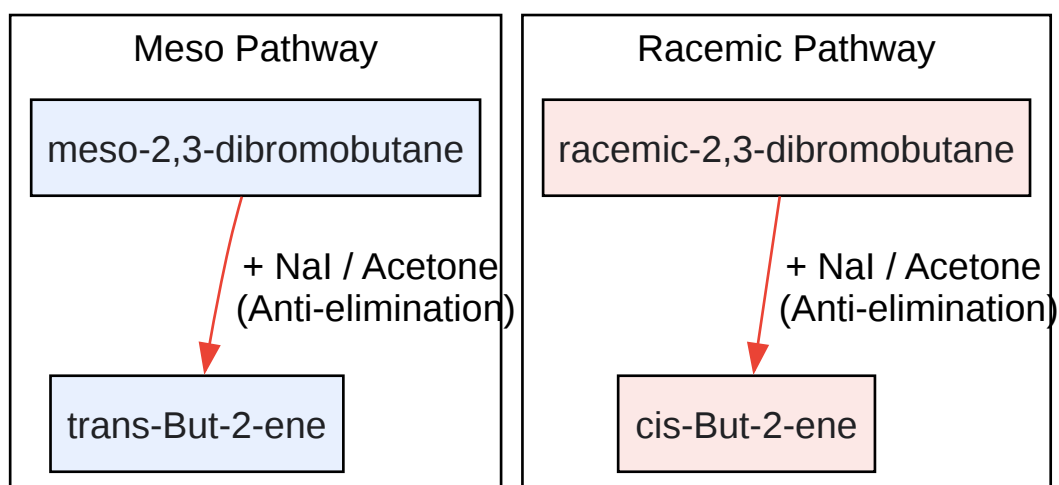 Meso Pathway
meso-2,3-dibromobutane
+ NaI / Acetone
(Anti-elimination)
trans-But-2-ene
Racemic Pathway
racemic-2,3-dibromobutane
+ NaI / Acetone
(Anti-elimination)
cis-But-2-ene